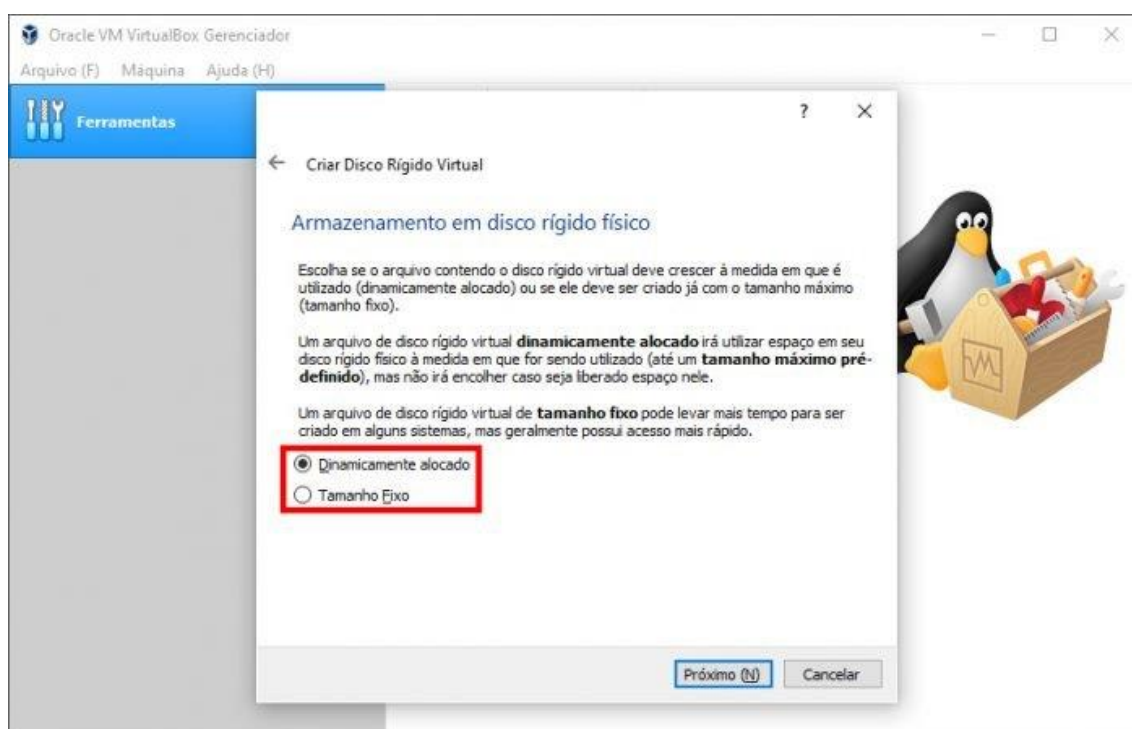 Oracle VM VirtualBox Gerenciador
Arquivo (F) Máquina Ajuda (H)
Ferramentas
?
Criar Disco Rígido Virtual
Armazenamento em disco rígido físico
Escolha se o arquivo contendo o disco rígido virtual deve crescer à medida em que é
utilizado (dinamicamente alocado) ou se ele deve ser criado já com o tamanho máximo
(tamanho fixo).
Um arquivo de disco rígido virtual dinamicamente alocado irá utilizar espaço em seu
disco rígido físico à medida em que for sendo utilizado (até um tamanho máximo pré-
definido), mas não irá encolher caso seja liberado espaço nele.
Um arquivo de disco rígido virtual de tamanho fixo pode levar mais tempo para ser
criado em alguns sistemas, mas geralmente possui acesso mais rápido.
Dinamicamente alocado
Tamanho Fixo
Próximo (N) Cancelar